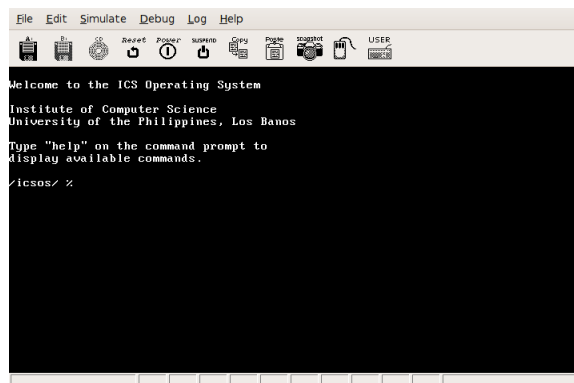 File Edit Simulate Debug Log Help
A: B: CD Reset Power SUSPEND Copy Paste snapshot USER
Welcome to the ICS Operating System
Institute of Computer Science
University of the Philippines, Los Banos
Type "help" on the command prompt to
display available commands.
/icsos/ %